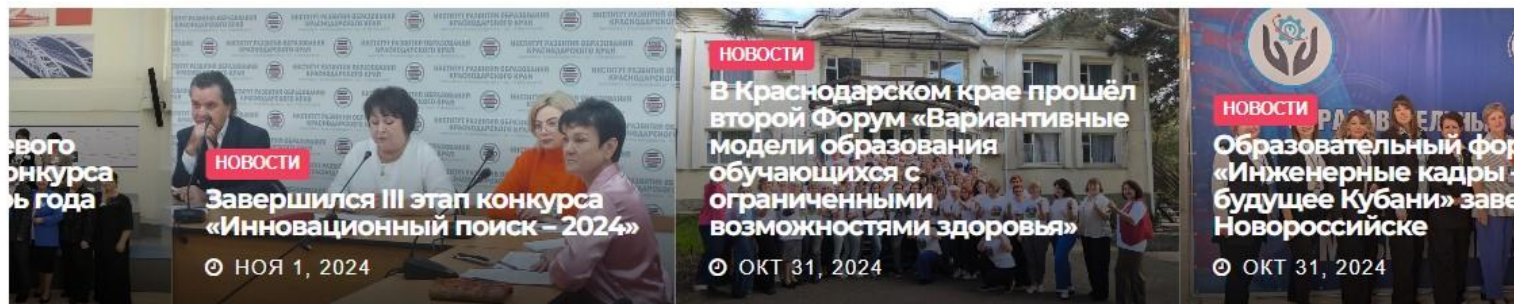 евого
онкурса
рь года
НОВОСТИ
Завершился III этап конкурса
«Инновационный поиск – 2024»
НОЯ 1, 2024
НОВОСТИ
В Краснодарском крае прошёл
второй Форум «Вариантивные
модели образования
обучающихся с
ограниченными
возможностями здоровья»
ОКТ 31, 2024
НОВОСТИ
Образовательный фор
«Инженерные кадры –
будущее Кубани» заве
Новороссийске
ОКТ 31, 2024